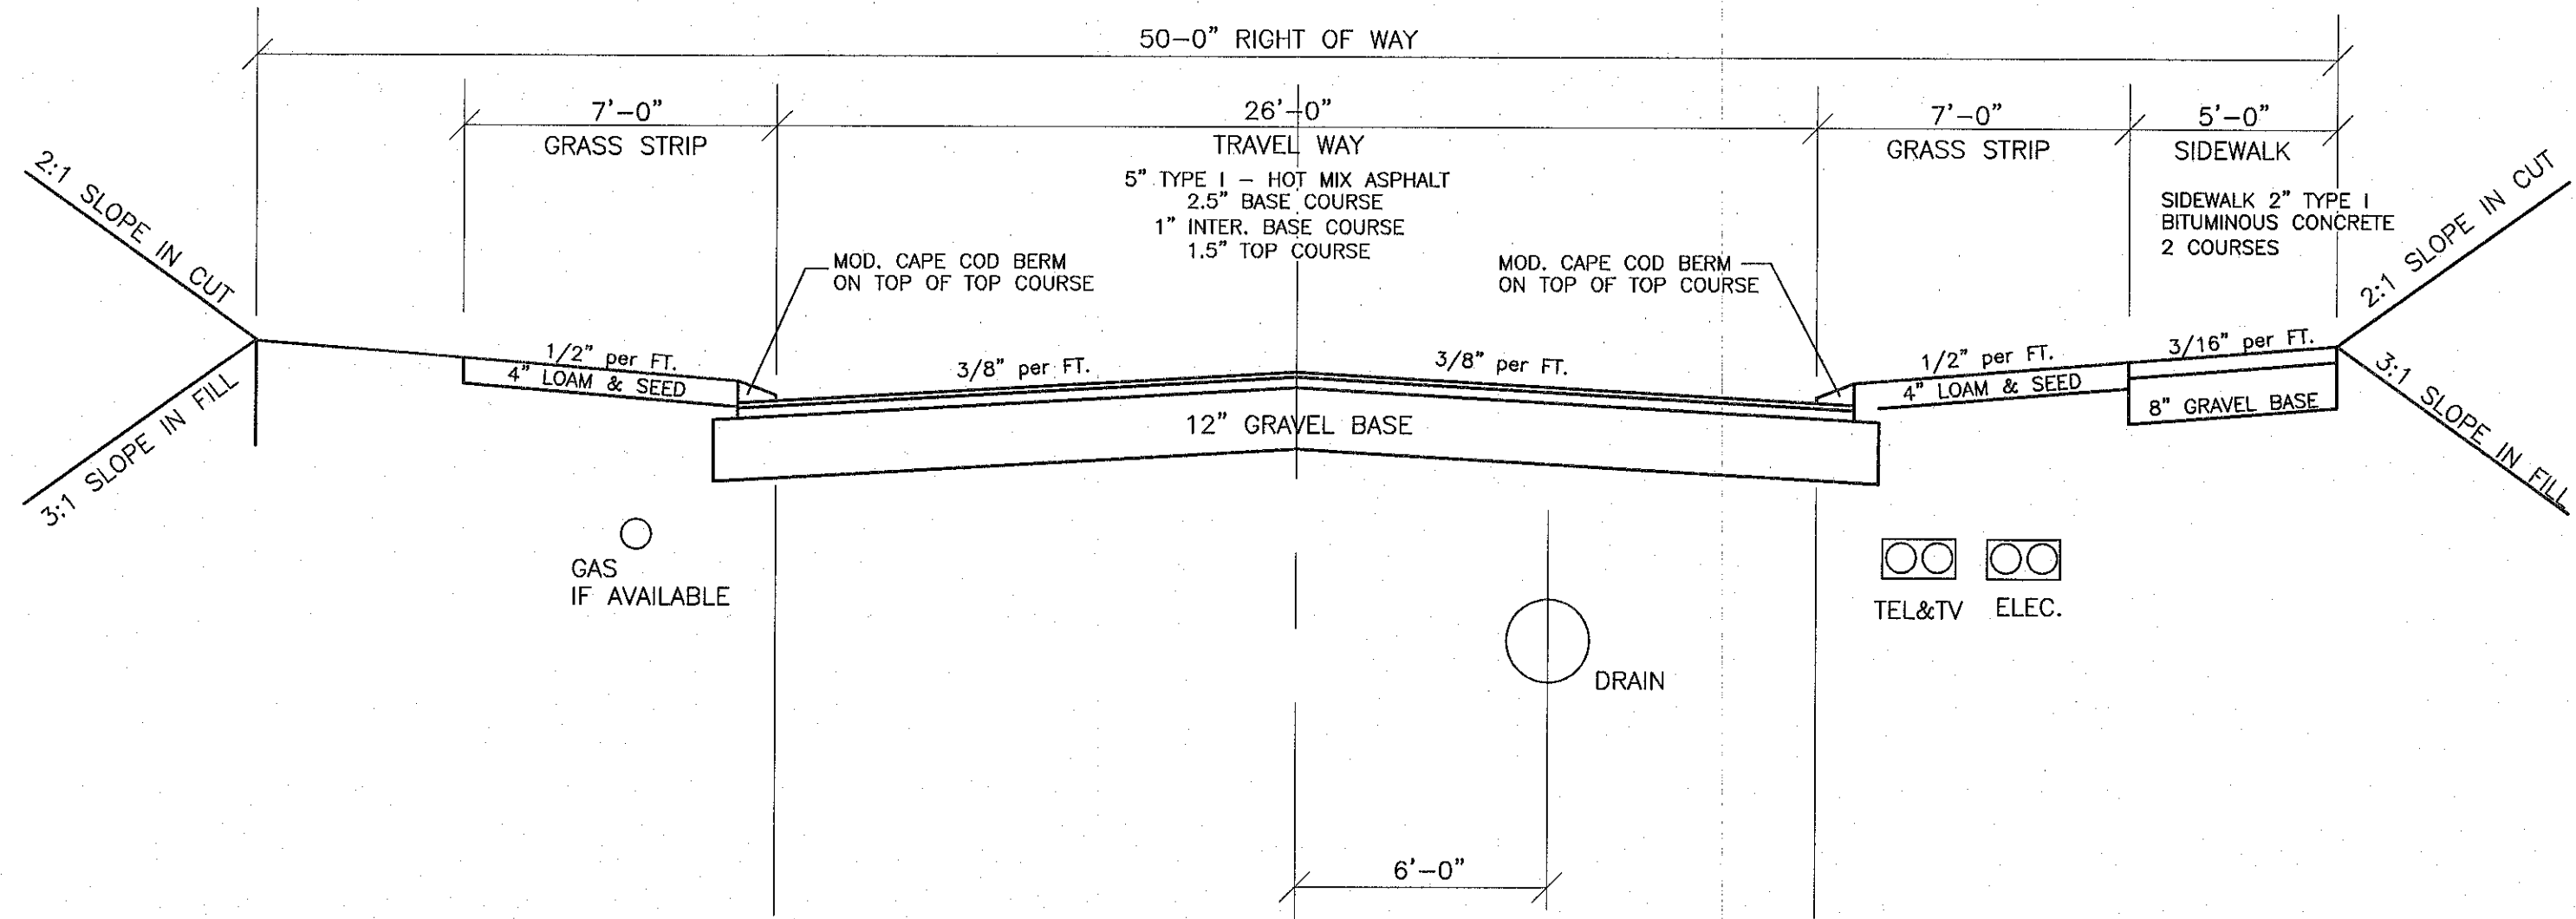 50-0" RIGHT OF WAY
7'-0"
GRASS STRIP
26'-0"
TRAVEL WAY
5" TYPE I - HOT MIX ASPHALT
2.5" BASE COURSE
1" INTER. BASE COURSE
1.5" TOP COURSE
7'-0"
GRASS STRIP
5'-0"
SIDEWALK
SIDEWALK 2" TYPE I
BITUMINOUS CONCRETE
2 COURSES
2:1 SLOPE IN CUT
3:1 SLOPE IN FILL
MOD. CAPE COD BERM
ON TOP OF TOP COURSE
MOD. CAPE COD BERM
ON TOP OF TOP COURSE
2:1 SLOPE IN CUT
3:1 SLOPE IN FILL
1/2" per FT.
4" LOAM & SEED
3/8" per FT.
3/8" per FT.
12" GRAVEL BASE
1/2" per FT.
4" LOAM & SEED
3/16" per FT.
8" GRAVEL BASE
GAS
IF AVAILABLE
TEL&TV
ELEC.
DRAIN
6'-0"